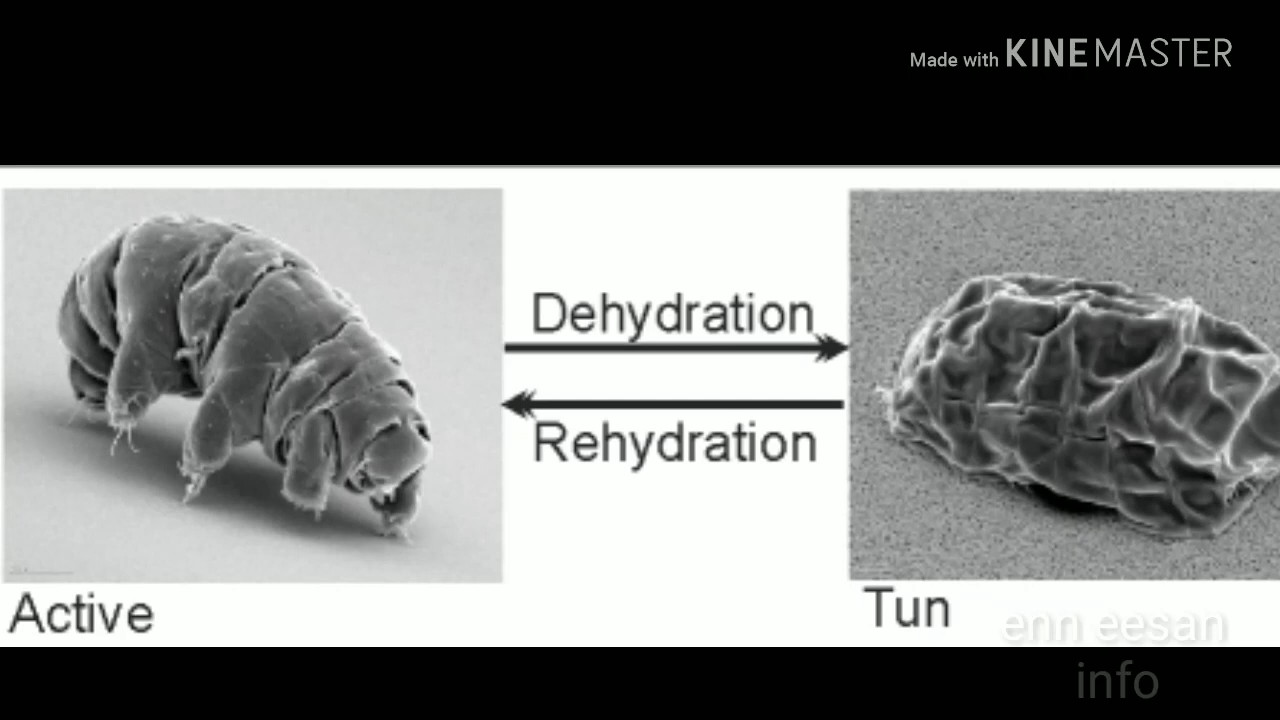 Made with KINEMASTER
Dehydration
Rehydration
Active
Tun
enn eesan
info